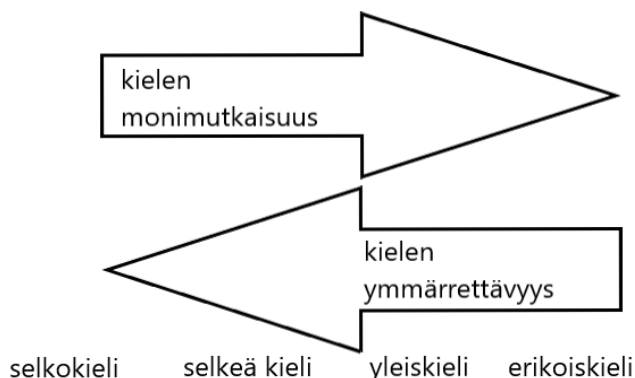 kielen
monimutkaisuus
kielen
ymmärrettävyys
selkokieli selkeä kieli yleiskieli erikoiskieli